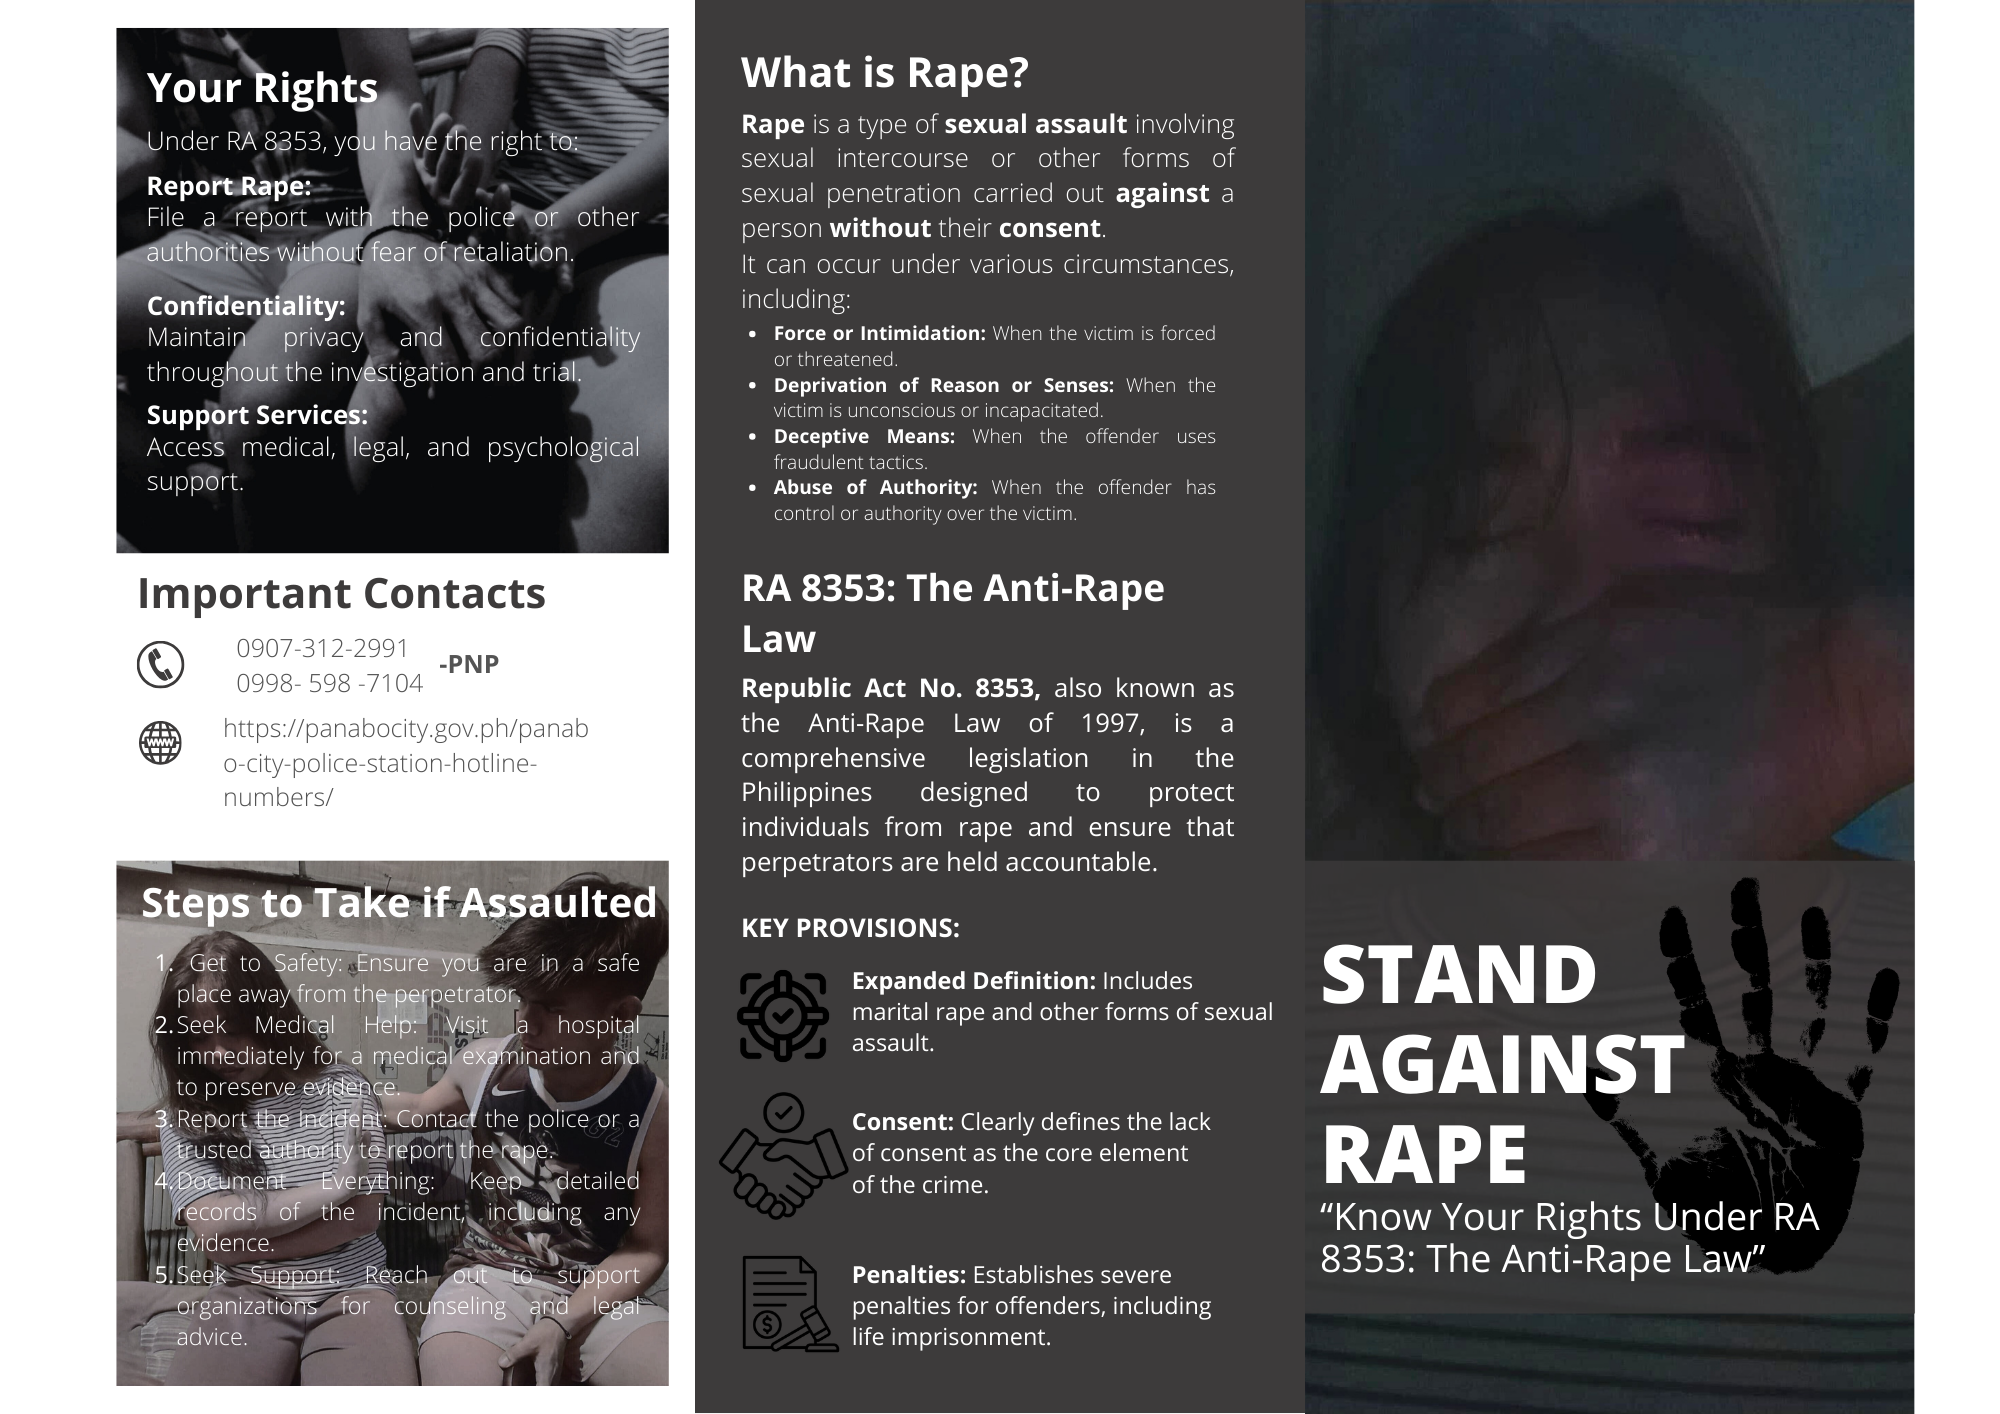 Your Rights
Under RA 8353, you have the right to:
Report Rape:
File a report with the police or other
authorities without fear of retaliation.
Confidentiality:
Maintain privacy and confidentiality
throughout the investigation and trial.
Support Services:
Access medical, legal, and psychological
support.
Important Contacts
0907-312-2991
0998- 598 -7104
-PNP
https://panabocity.gov.ph/panab
o-city-police-station-hotline-
numbers/
Steps to Take if Assaulted
1. Get to Safety: Ensure you are in a safe
place away from the perpetrator.
2. Seek Medical Help: Visit a hospital
immediately for a medical examination and
to preserve evidence.
3. Report the Incident: Contact the police or a
trusted authority to report the rape.
4. Document Everything: Keep detailed
records of the incident, including any
evidence.
5. Seek Support: Reach out to support
organizations for counseling and legal
advice.
What is Rape?
Rape is a type of sexual assault involving
sexual intercourse or other forms of
sexual penetration carried out against a
person without their consent.
It can occur under various circumstances,
including:
• Force or Intimidation: When the victim is forced
or threatened.
• Deprivation of Reason or Senses: When the
victim is unconscious or incapacitated.
• Deceptive Means: When the offender uses
fraudulent tactics.
• Abuse of Authority: When the offender has
control or authority over the victim.
RA 8353: The Anti-Rape
Law
Republic Act No. 8353, also known as
the Anti-Rape Law of 1997, is a
comprehensive legislation in the
Philippines designed to protect
individuals from rape and ensure that
perpetrators are held accountable.
KEY PROVISIONS:
Expanded Definition: Includes
marital rape and other forms of sexual
assault.
Consent: Clearly defines the lack
of consent as the core element
of the crime.
Penalties: Establishes severe
penalties for offenders, including
life imprisonment.
STAND
AGAINST
RAPE
“Know Your Rights Under RA
8353: The Anti-Rape Law”